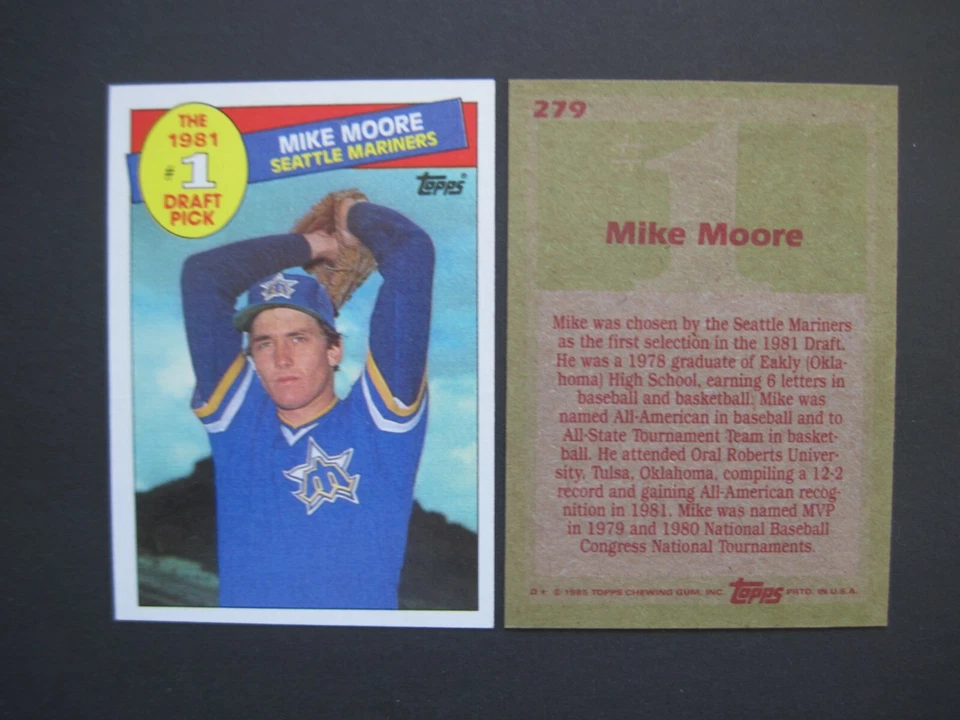 THE
1981
# 1
DRAFT
PICK
MIKE MOORE
SEATTLE MARINERS
topps®
M
M
279
1
Mike Moore
Mike was chosen by the Seattle Mariners
as the first selection in the 1981 Draft.
He was a 1978 graduate of Eakly (Okla-
homa) High School, earning 6 letters in
baseball and basketball. Mike was
named All-American in baseball and to
All-State Tournament Team in basket-
ball. He attended Oral Roberts Univer-
sity, Tulsa, Oklahoma, compiling a 12-2
record and gaining All-American recog-
nition in 1981. Mike was named MVP
in 1979 and 1980 National Baseball
Congress National Tournaments.
D* © 1985 TOPPS CHEWING GUM, INC. topps PRTD. IN U.S.A.